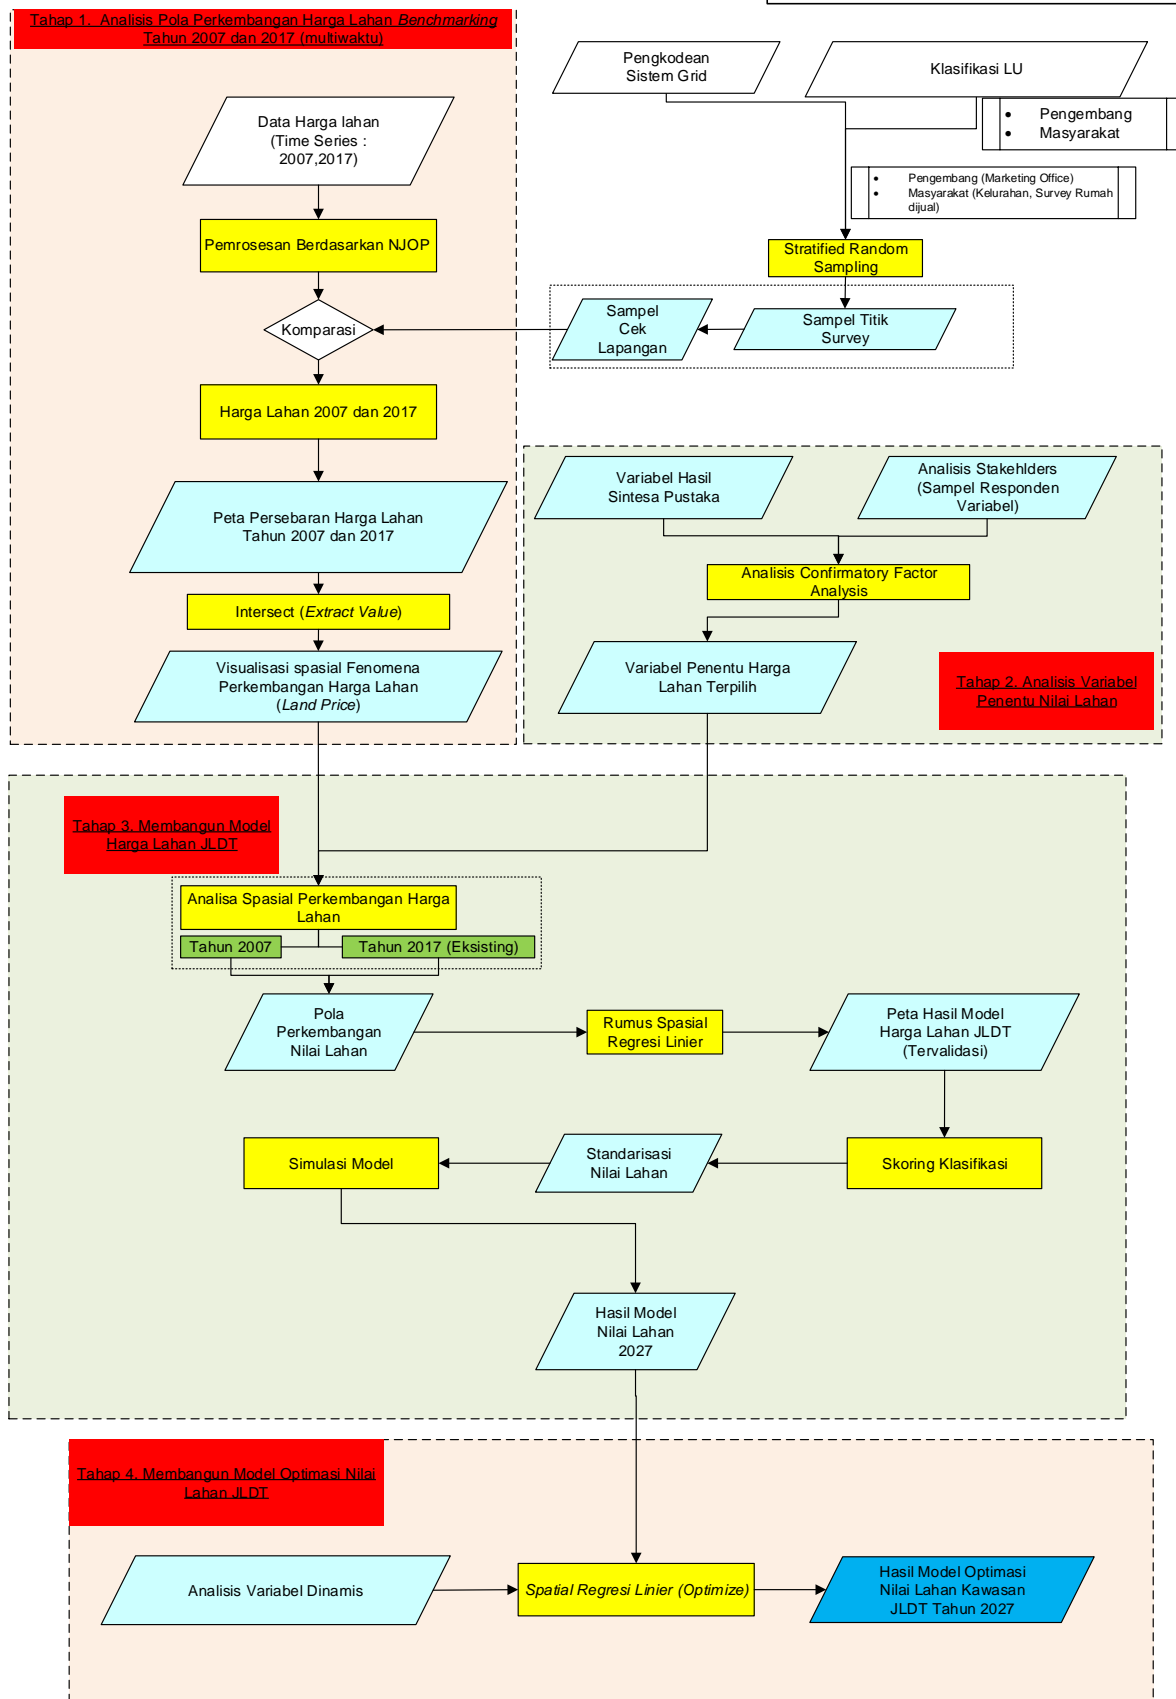 Tahap 1.  Analisis Pola Perkembangan Harga Lahan Benchmarking
Tahun 2007 dan 2017 (multiwaktu)
Data Harga lahan
(Time Series :
2007,2017)
Pemrosesan Berdasarkan NJOP
Komparasi
Harga Lahan 2007 dan 2017
Peta Persebaran Harga Lahan
Tahun 2007 dan 2017
Intersect (Extract Value)
Visualisasi spasial Fenomena
Perkembangan Harga Lahan
(Land Price)
Pengkodean
Sistem Grid
Klasifikasi LU
• Pengembang
• Masyarakat
• Pengembang (Marketing Office)
• Masyarakat (Kelurahan, Survey Rumah
dijual)
Stratified Random
Sampling
Sampel
Cek
Lapangan
Sampel Titik
Survey
Variabel Hasil
Sintesa Pustaka
Analisis Stakehlders
(Sampel Responden
Variabel)
Analisis Confirmatory Factor
Analysis
Variabel Penentu Harga
Lahan Terpilih
Tahap 2. Analisis Variabel
Penentu Nilai Lahan
Tahap 3. Membangun Model
Harga Lahan JLDT
Analisa Spasial Perkembangan Harga
Lahan
Tahun 2007
Tahun 2017 (Eksisting)
Pola
Perkembangan
Nilai Lahan
Rumus Spasial
Regresi Linier
Peta Hasil Model
Harga Lahan JLDT
(Tervalidasi)
Simulasi Model
Standarisasi
Nilai Lahan
Skoring Klasifikasi
Hasil Model
Nilai Lahan
2027
Tahap 4. Membangun Model Optimasi Nilai
Lahan JLDT
Analisis Variabel Dinamis
Spatial Regresi Linier (Optimize)
Hasil Model Optimasi
Nilai Lahan Kawasan
JLDT Tahun 2027